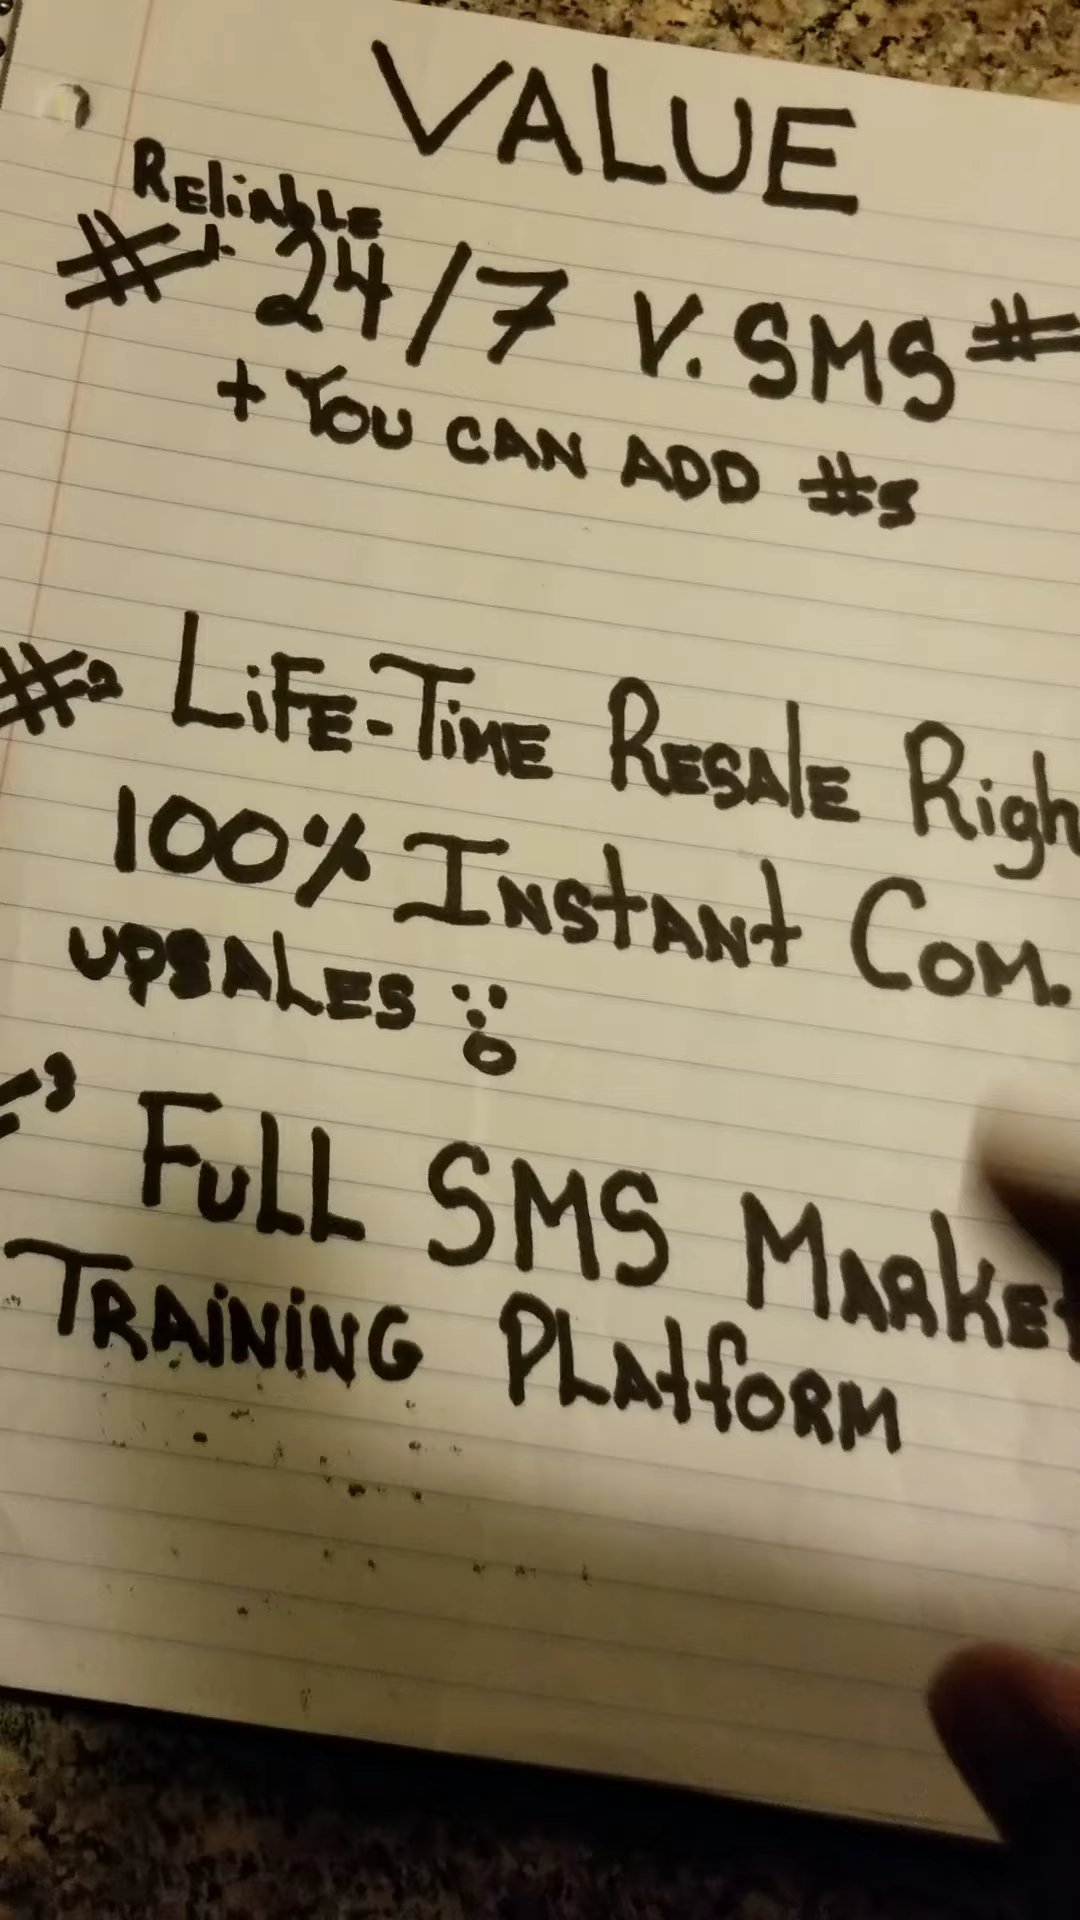 VALUE
RELiABLE
#1 24/7 V. SMS #
+ YOU CAN ADD #s
#2 LiFE-TiME RESAlE Righ
100% INStANt COM.
UPSALES
3 FuLL SMS MARKE
TRAiNiNG PLAtfORM